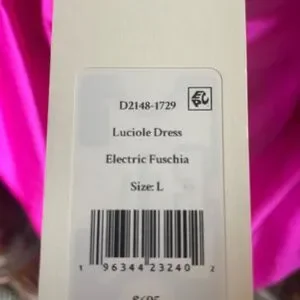 D2148-1729
Luciole Dress
Electric Fuschia
Size: L
1 96344 23240 2